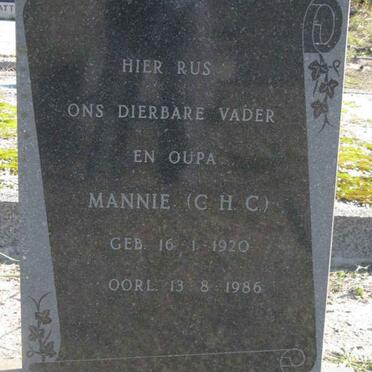 HIER RUS
ONS DIERBARE VADER
EN OUPA
MANNIE (C. H. C.)
GEB. 16-1-1920
OORL. 13-8-1986